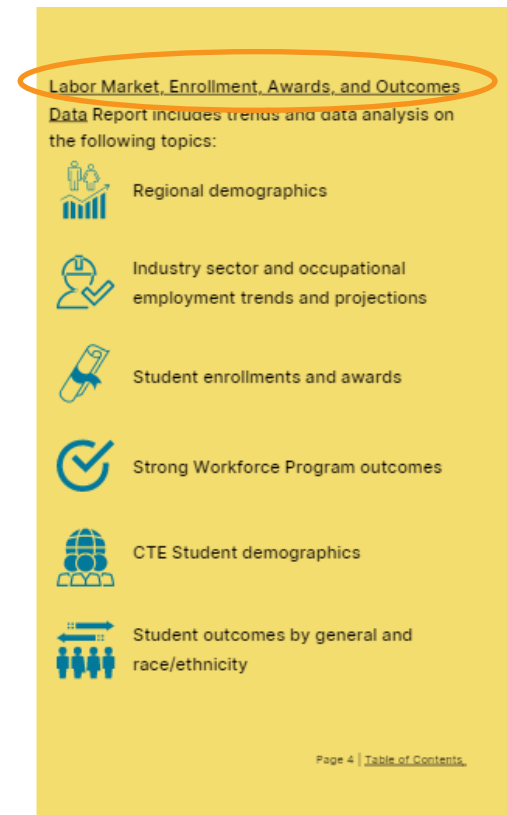 Labor Market, Enrollment, Awards, and Outcomes
Data Report includes trends and data analysis on
the following topics:
Regional demographics
Industry sector and occupational
employment trends and projections
Student enrollments and awards
Strong Workforce Program outcomes
CTE Student demographics
Student outcomes by general and
race/ethnicity
Page 4 | Table of Contents